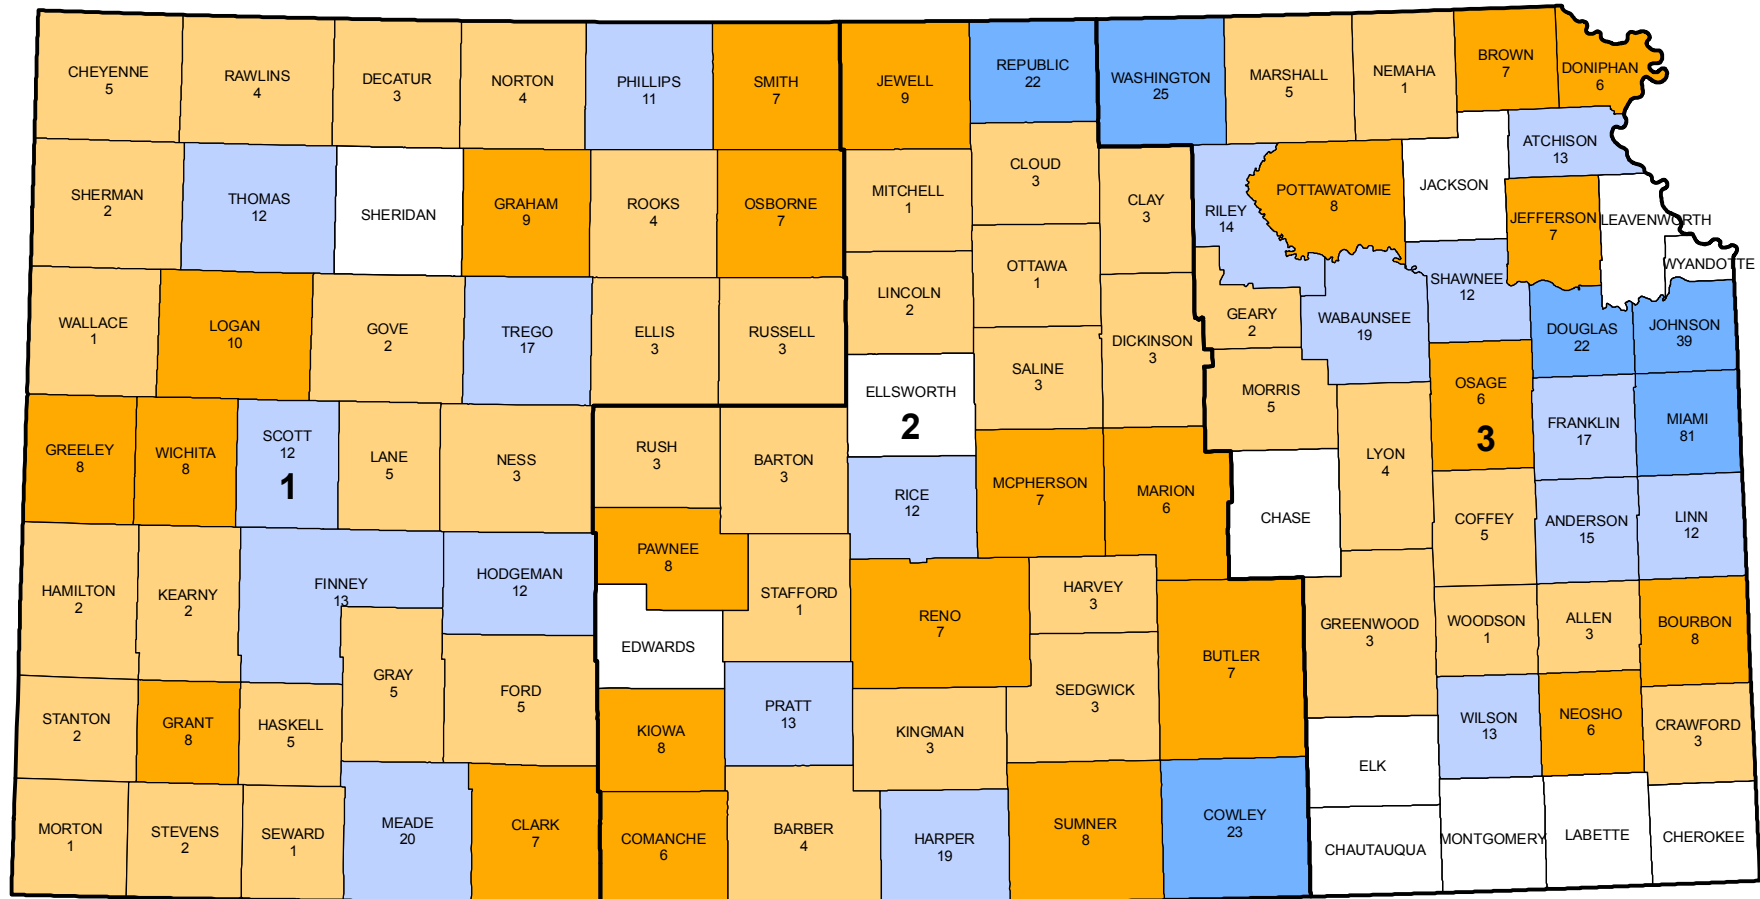 CHEYENNE
5
RAWLINS
4
DECATUR
3
NORTON
4
PHILLIPS
11
SMITH
7
JEWELL
9
REPUBLIC
22
WASHINGTON
25
MARSHALL
5
NEMAHA
1
BROWN
7
DONIPHAN
6
SHERMAN
2
THOMAS
12
SHERIDAN
GRAHAM
9
ROOKS
4
OSBORNE
7
MITCHELL
1
CLOUD
3
CLAY
3
RILEY
14
POTTAWATOMIE
8
JACKSON
ATCHISON
13
JEFFERSON
7
LEAVENWORTH
WYANDOTTE
WALLACE
1
LOGAN
10
GOVE
2
TREGO
17
ELLIS
3
RUSSELL
3
LINCOLN
2
OTTAWA
1
DICKINSON
3
GEARY
2
WABAUNSEE
19
SHAWNEE
12
DOUGLAS
22
JOHNSON
39
ELLSWORTH
2
SALINE
3
MORRIS
5
OSAGE
6
3
FRANKLIN
17
MIAMI
81
GREELEY
8
WICHITA
8
SCOTT
12
1
LANE
5
NESS
3
RUSH
3
BARTON
3
RICE
12
MCPHERSON
7
MARION
6
CHASE
LYON
4
COFFEY
5
ANDERSON
15
LINN
12
HAMILTON
2
KEARNY
2
FINNEY
13
HODGEMAN
12
PAWNEE
8
STAFFORD
1
EDWARDS
RENO
7
HARVEY
3
BUTLER
7
GREENWOOD
3
WOODSON
1
ALLEN
3
BOURBON
8
GRAY
5
FORD
5
SEDGWICK
3
STANTON
2
GRANT
8
HASKELL
5
KIOWA
8
PRATT
13
KINGMAN
3
ELK
WILSON
13
NEOSHO
6
CRAWFORD
3
MORTON
1
STEVENS
2
SEWARD
1
MEADE
20
CLARK
7
COMANCHE
6
BARBER
4
HARPER
19
SUMNER
8
COWLEY
23
CHAUTAUQUA
MONTGOMERY
LABETTE
CHEROKEE